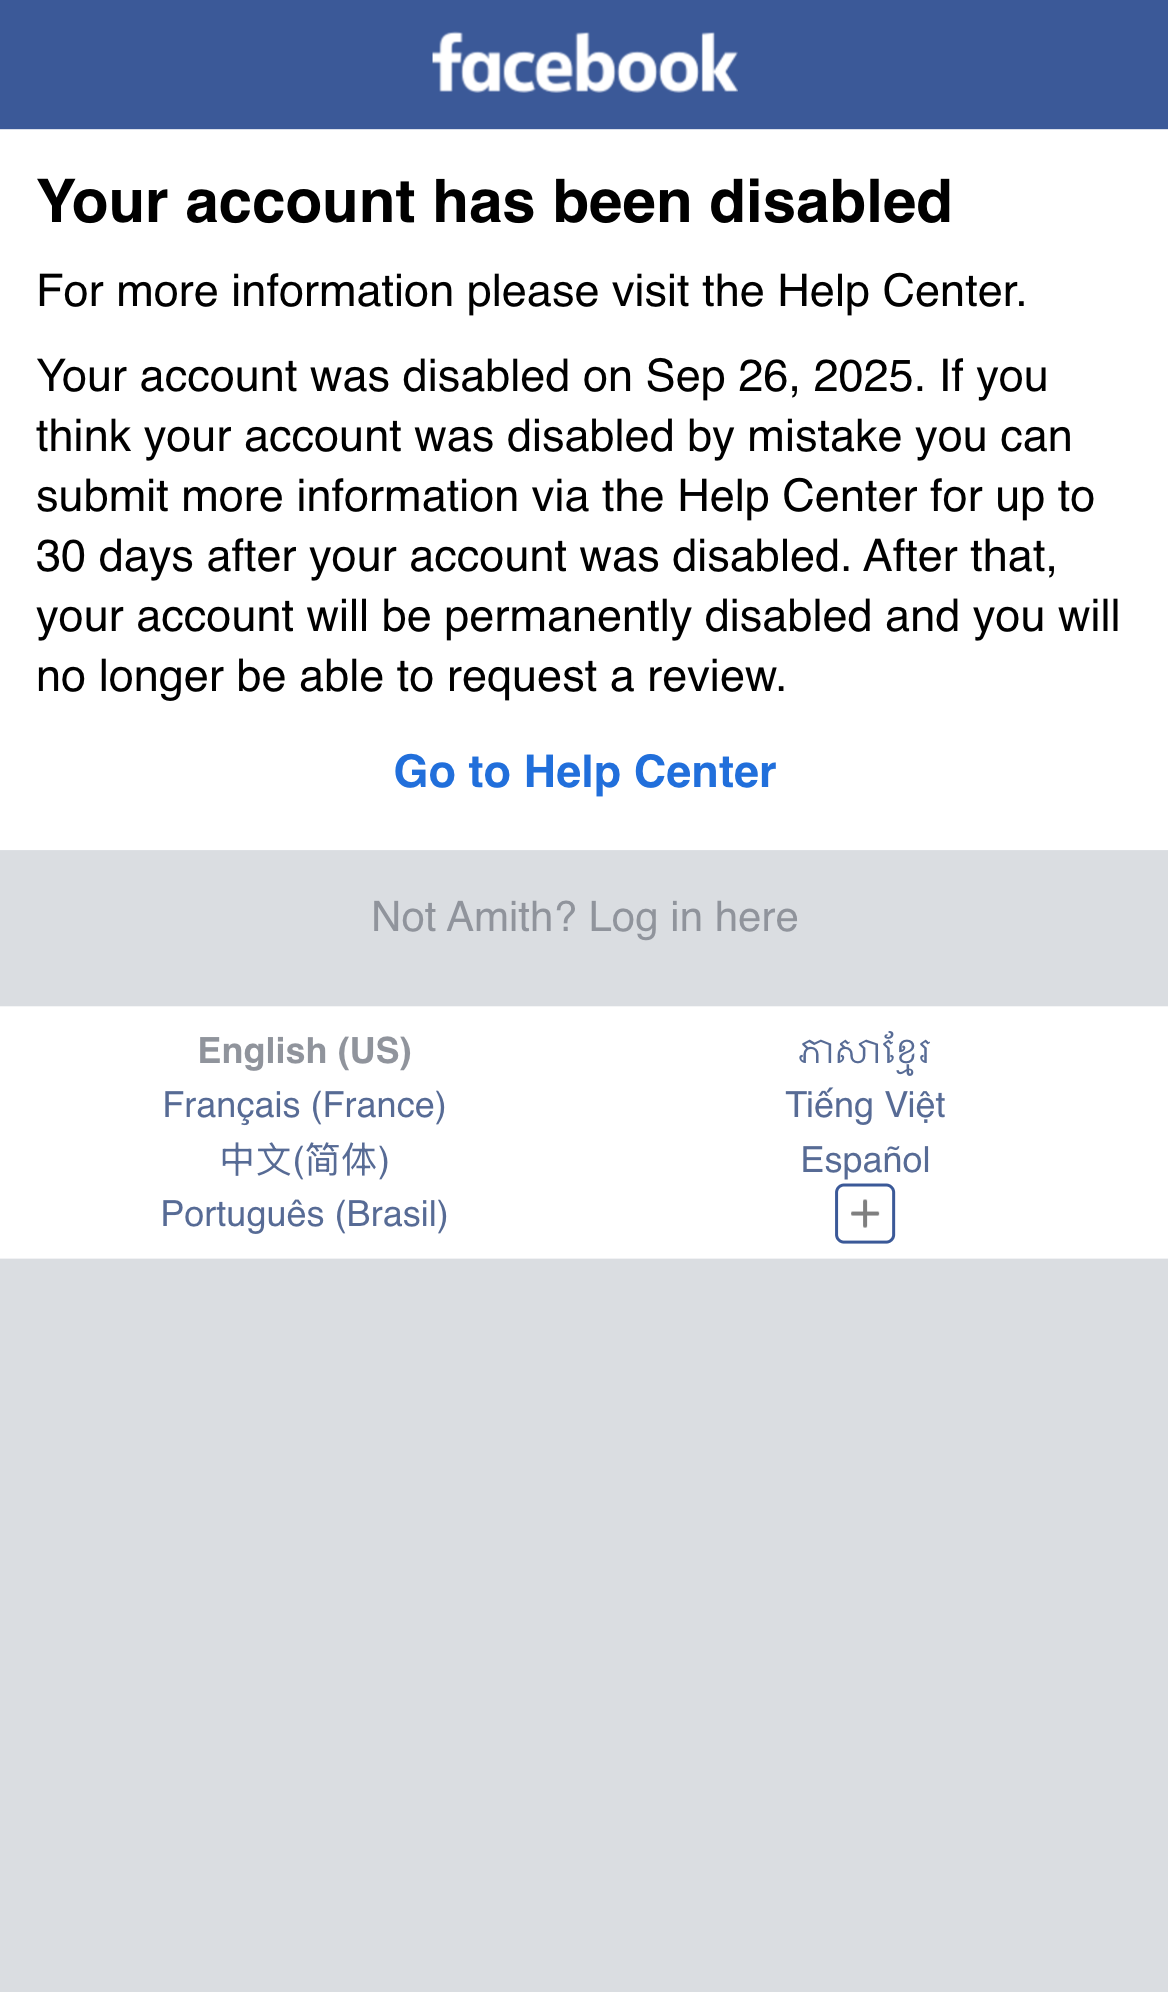 facebook
Your account has been disabled
For more information please visit the Help Center.
Your account was disabled on Sep 26, 2025. If you
think your account was disabled by mistake you can
submit more information via the Help Center for up to
30 days after your account was disabled. After that,
your account will be permanently disabled and you will
no longer be able to request a review.
Go to Help Center
Not Amith? Log in here
English (US)
ភាសាខ្មែរ
Français (France)
Tiếng Việt
中文(简体)
Español
Português (Brasil)
+